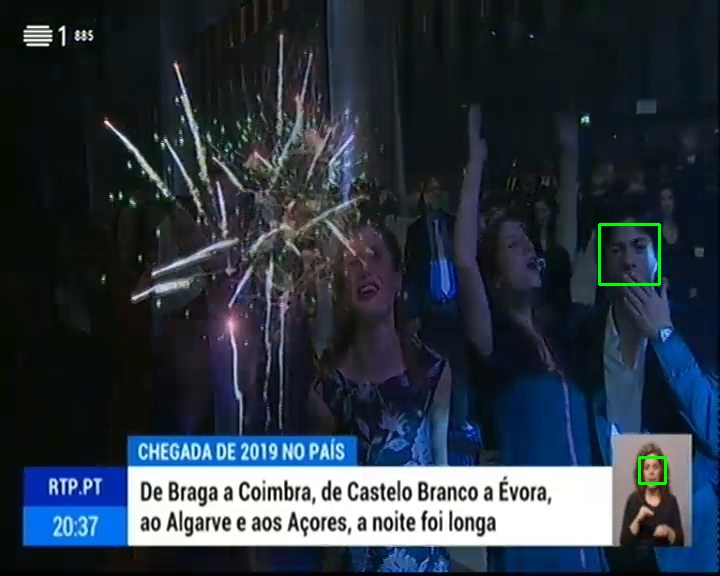 1 885
CHEGADA DE 2019 NO PAÍS
RTP.PT
De Braga a Coimbra, de Castelo Branco a Évora,
20:37
ao Algarve e aos Açores, a noite foi longa